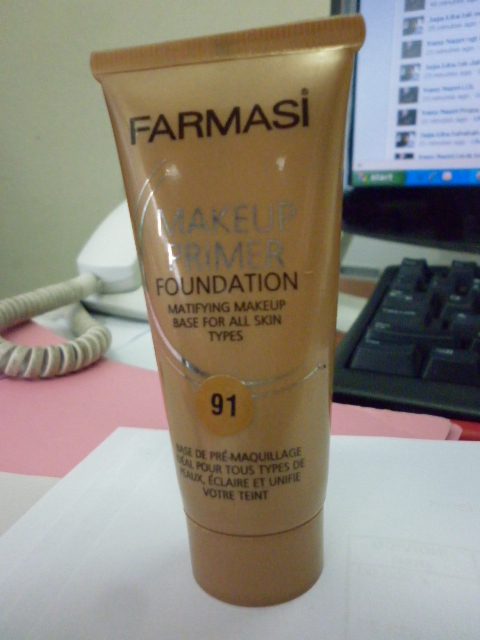 FARMASİ
MAKEUP
PRiMER
FOUNDATION
MATIFYING MAKEUP
BASE FOR ALL SKIN
TYPES
91
BASE DE PRÉ-MAQUILLAGE
IDÉAL POUR TOUS TYPES DE
PEAUX, ÉCLAIRE ET UNIFIE
VOTRE TEINT
start